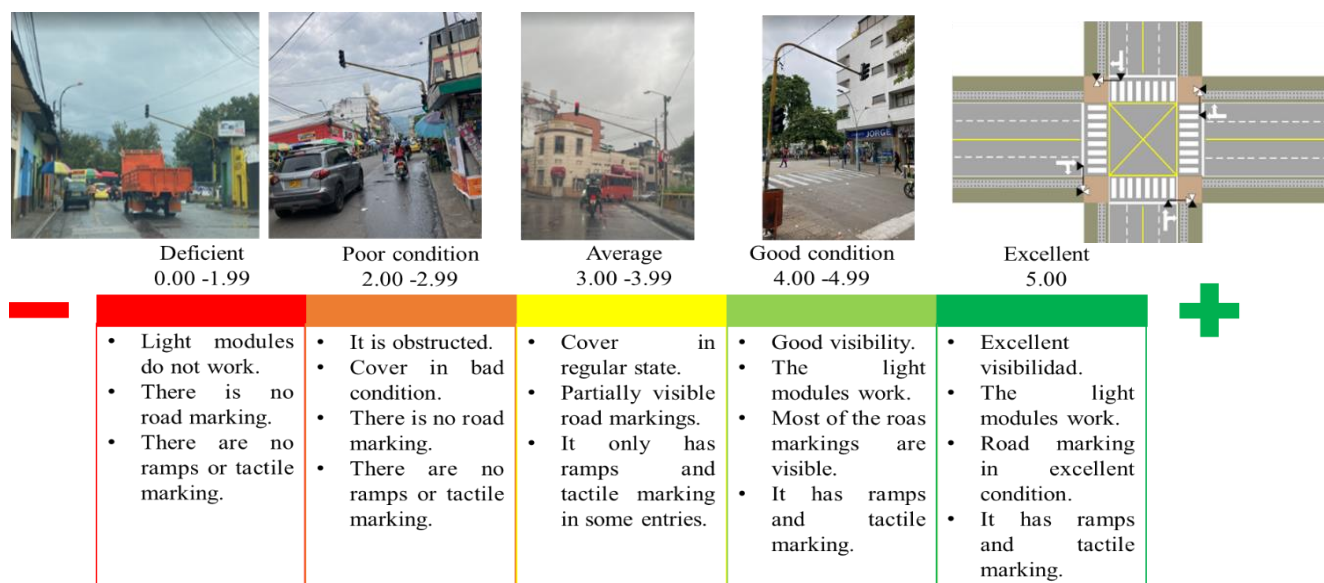 JORGE
Deficient
0.00 -1.99
Poor condition
2.00 -2.99
Average
3.00 -3.99
Good condition
4.00 -4.99
Excellent
5.00
• Light modules
do not work.
• There is no
road marking.
• There are no
ramps or tactile
marking.
• It is obstructed.
• Cover in bad
condition.
• There is no road
marking.
• There are no
ramps or tactile
marking.
• Cover in
regular state.
• Partially visible
road markings.
• It only has
ramps and
tactile marking
in some entries.
• Good visibility.
• The light
modules work.
• Most of the roas
markings are
visible.
• It has ramps
and tactile
marking.
• Excellent
visibilidad.
• The light
modules work.
• Road marking
in excellent
condition.
• It has ramps
and tactile
marking.